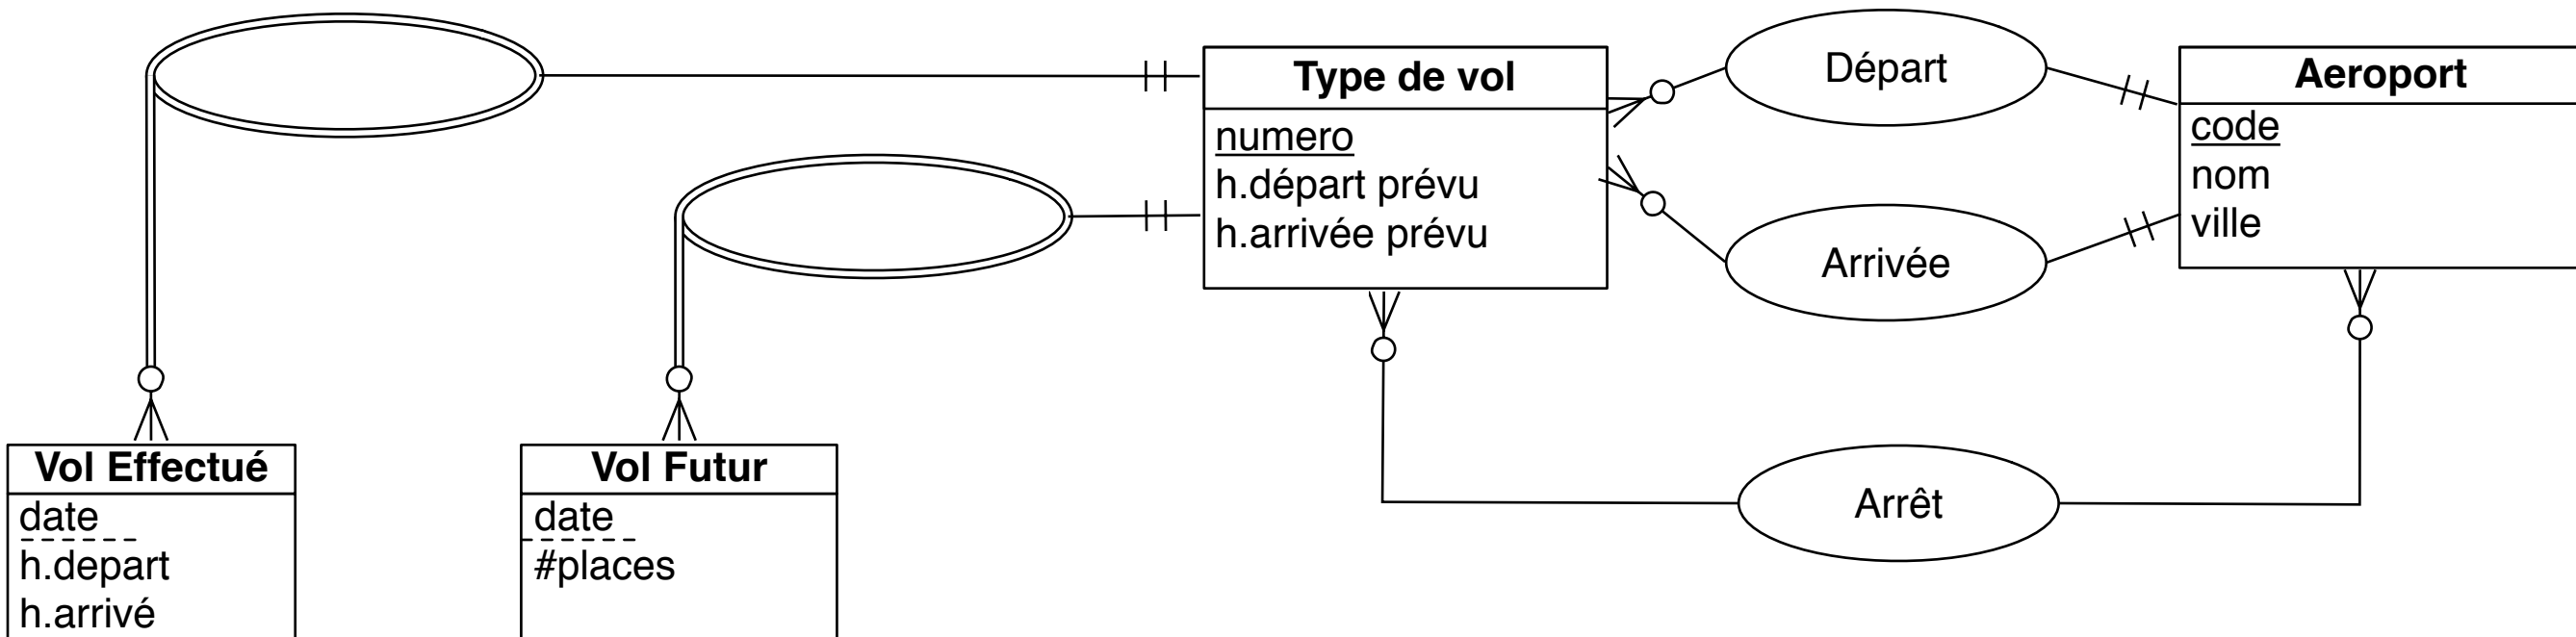 Type de vol
numero
h.départ prévu
h.arrivée prévu
Départ
Arrivée
Aeroport
code
nom
ville
Vol Effectué
date
h.depart
h.arrivé
Vol Futur
date
#places
Arrêt